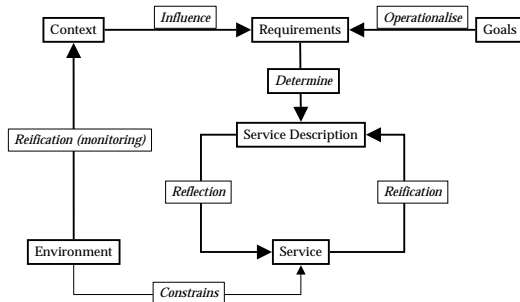 Influence
Operationalise
Context
Requirements
Goals
Determine
Reification (monitoring)
Service Description
Reflection
Reification
Environment
Service
Constrains